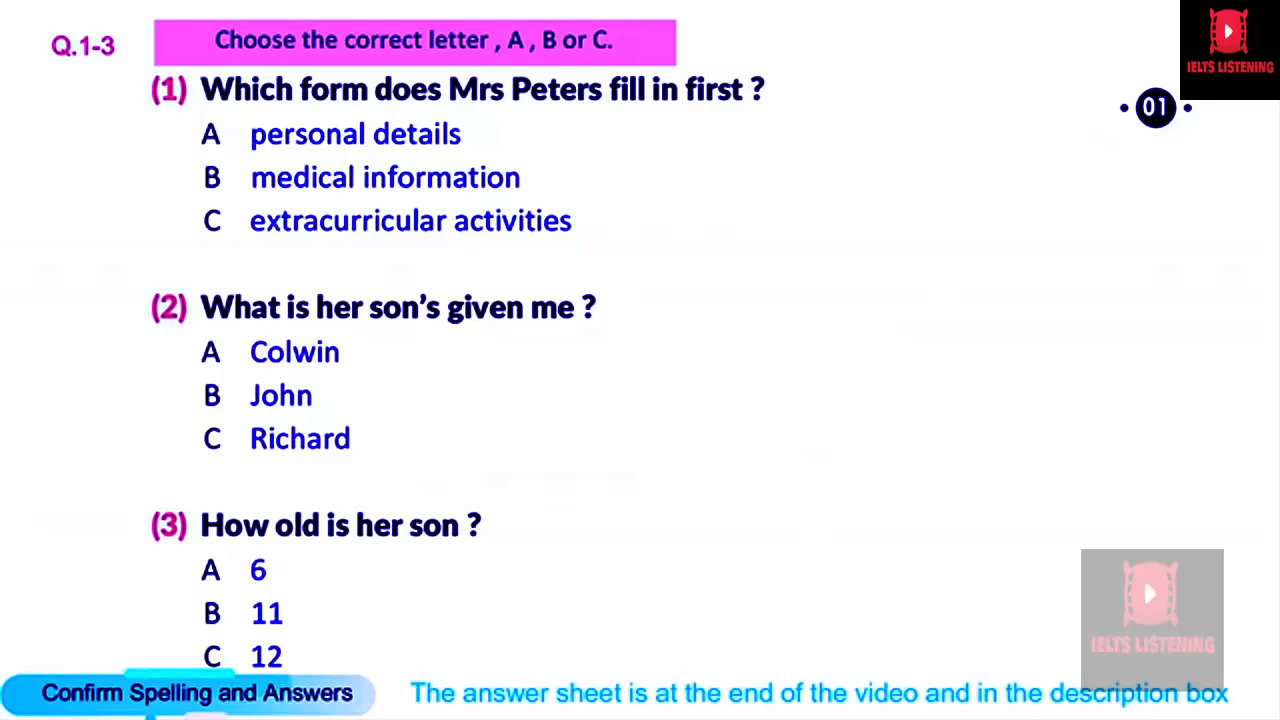 Q.1-3
Choose the correct letter , A , B or C.
IELTS LISTENING
01
(1) Which form does Mrs Peters fill in first ?
A personal details
B medical information
C extracurricular activities
(2) What is her son's given me ?
A Colwin
B John
C Richard
(3) How old is her son ?
A 6
B 11
C 12
IELTS LISTENING
Confirm Spelling and Answers
The answer sheet is at the end of the video and in the description box